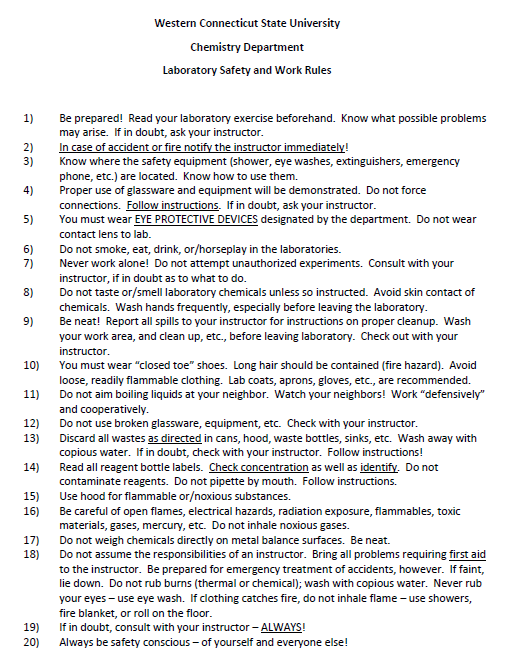 Western Connecticut State University
Chemistry Department
Laboratory Safety and Work Rules
1) Be prepared! Read your laboratory exercise beforehand. Know what possible problems
may arise. If in doubt, ask your instructor.
2) In case of accident or fire notify the instructor immediately!
3) Know where the safety equipment (shower, eye washes, extinguishers, emergency
phone, etc.) are located. Know how to use them.
4) Proper use of glassware and equipment will be demonstrated. Do not force
connections. Follow instructions. If in doubt, ask your instructor.
5) You must wear EYE PROTECTIVE DEVICES designated by the department. Do not wear
contact lens to lab.
6) Do not smoke, eat, drink, or/horseplay in the laboratories.
7) Never work alone! Do not attempt unauthorized experiments. Consult with your
instructor, if in doubt as to what to do.
8) Do not taste or/smell laboratory chemicals unless so instructed. Avoid skin contact of
chemicals. Wash hands frequently, especially before leaving the laboratory.
9) Be neat! Report all spills to your instructor for instructions on proper cleanup. Wash
your work area, and clean up, etc., before leaving laboratory. Check out with your
instructor.
10) You must wear “closed toe” shoes. Long hair should be contained (fire hazard). Avoid
loose, readily flammable clothing. Lab coats, aprons, gloves, etc., are recommended.
11) Do not aim boiling liquids at your neighbor. Watch your neighbors! Work “defensively”
and cooperatively.
12) Do not use broken glassware, equipment, etc. Check with your instructor.
13) Discard all wastes as directed in cans, hood, waste bottles, sinks, etc. Wash away with
copious water. If in doubt, check with your instructor. Follow instructions!
14) Read all reagent bottle labels. Check concentration as well as identify. Do not
contaminate reagents. Do not pipette by mouth. Follow instructions.
15) Use hood for flammable or/noxious substances.
16) Be careful of open flames, electrical hazards, radiation exposure, flammables, toxic
materials, gases, mercury, etc. Do not inhale noxious gases.
17) Do not weigh chemicals directly on metal balance surfaces. Be neat.
18) Do not assume the responsibilities of an instructor. Bring all problems requiring first aid
to the instructor. Be prepared for emergency treatment of accidents, however. If faint,
lie down. Do not rub burns (thermal or chemical); wash with copious water. Never rub
your eyes – use eye wash. If clothing catches fire, do not inhale flame – use showers,
fire blanket, or roll on the floor.
19) If in doubt, consult with your instructor – ALWAYS!
20) Always be safety conscious – of yourself and everyone else!